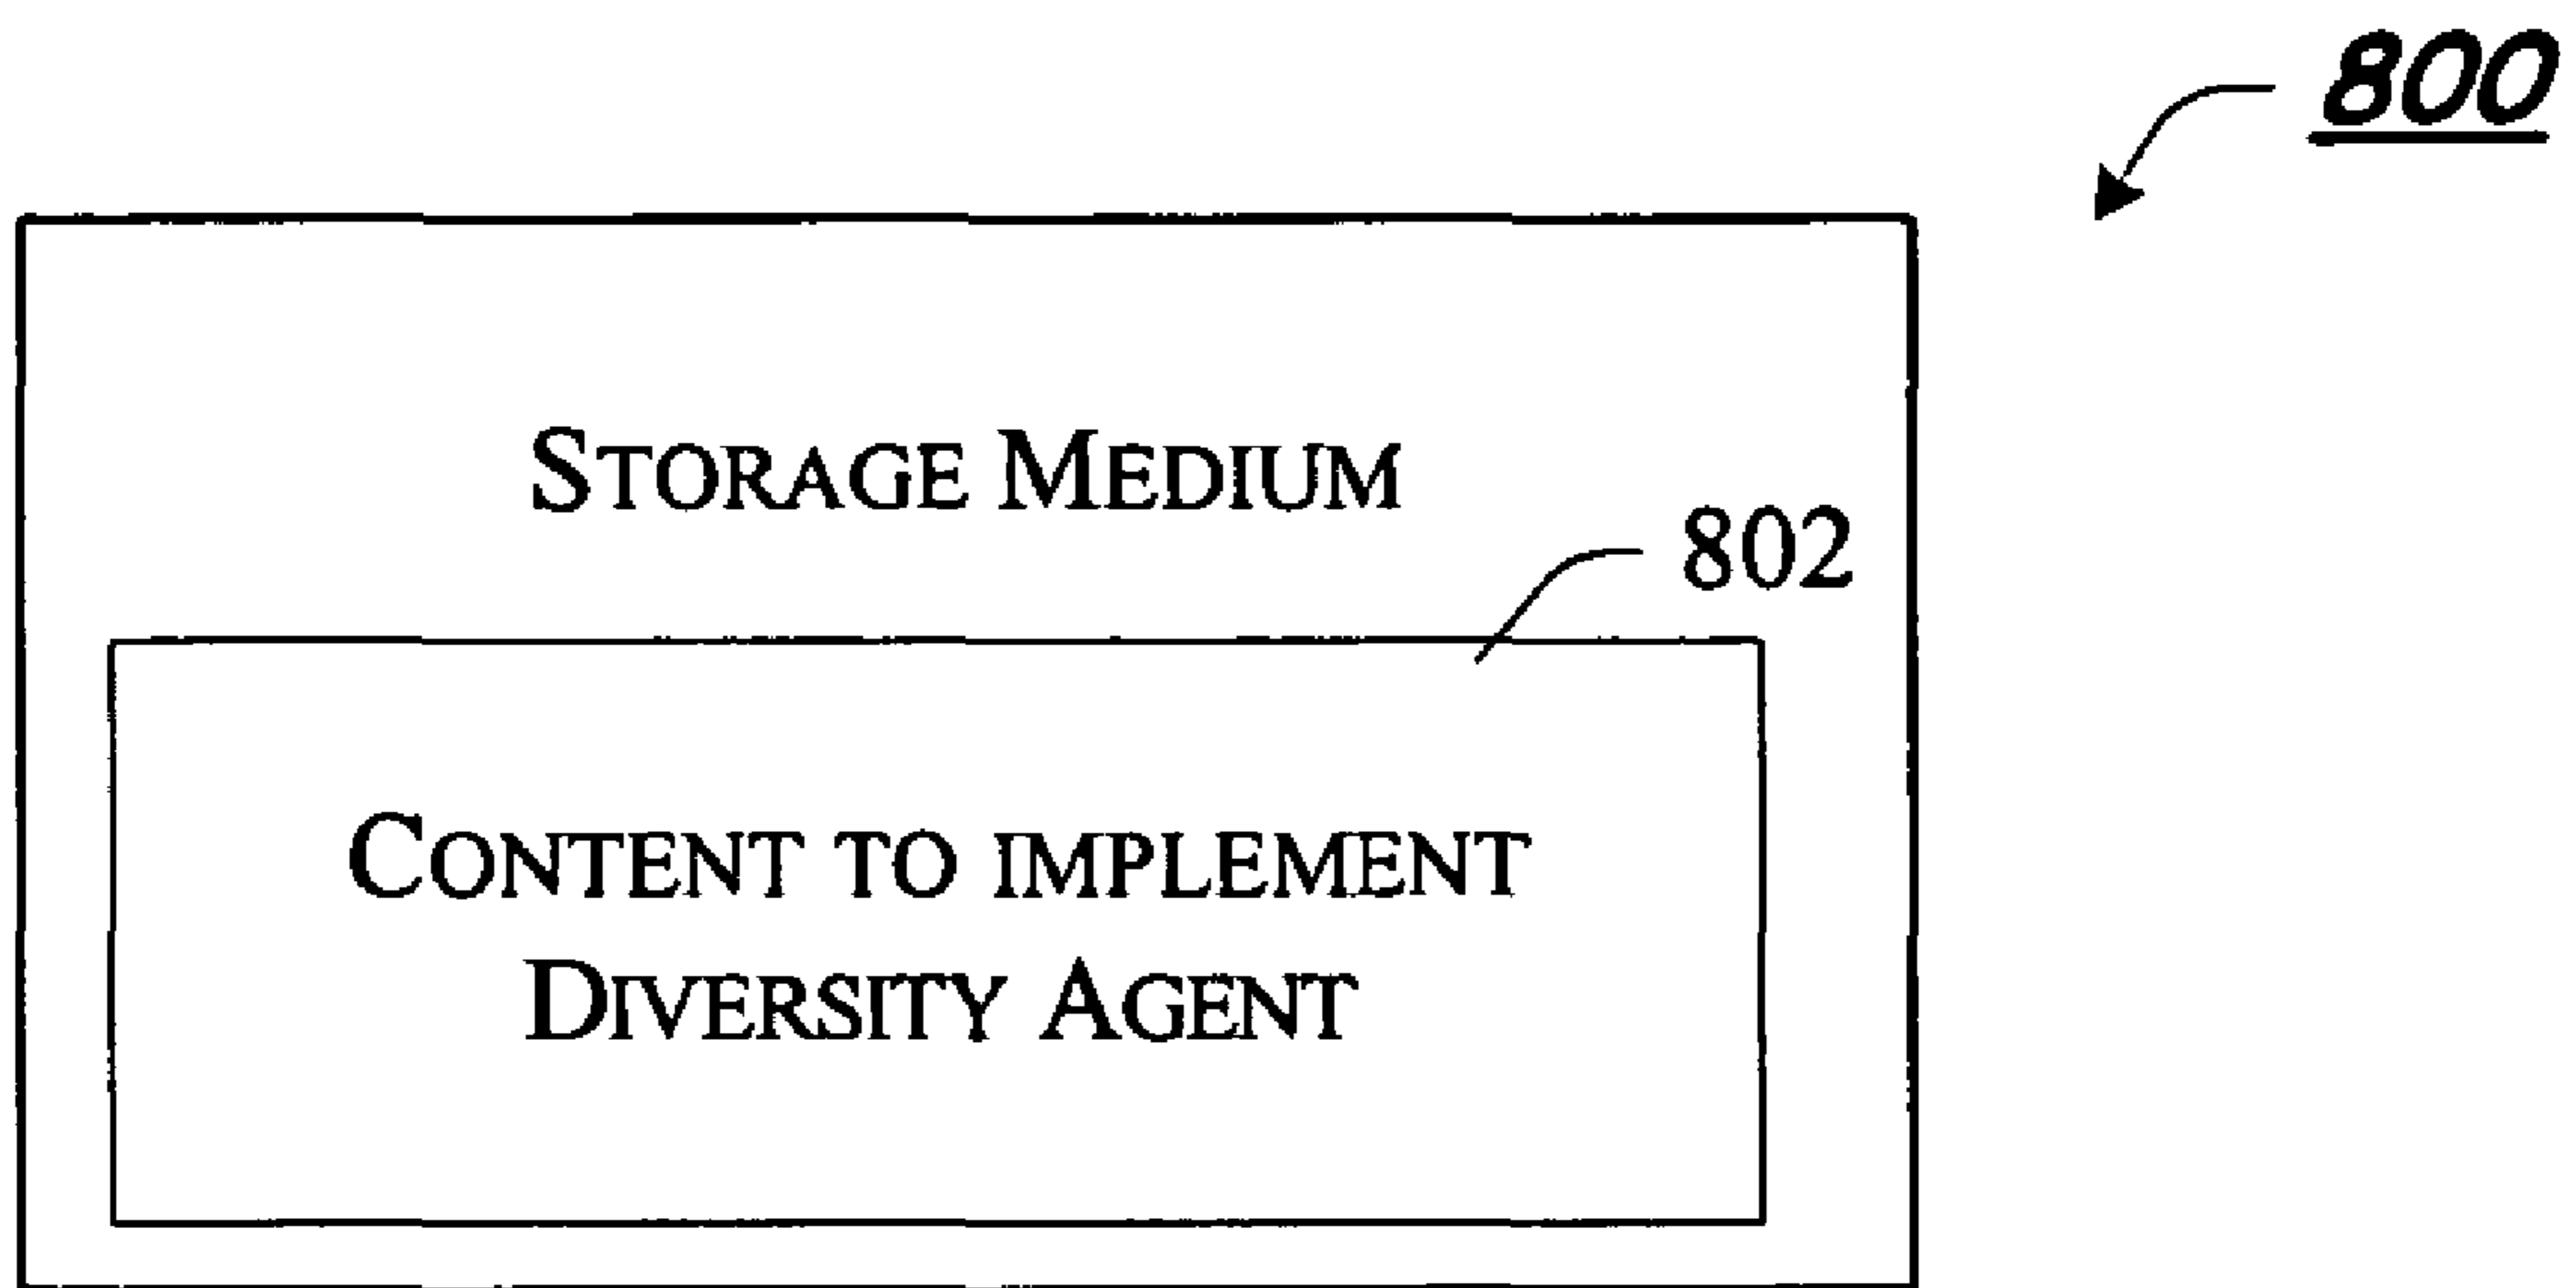 800
STORAGE MEDIUM
802
CONTENT TO IMPLEMENT
DIVERSITY AGENT